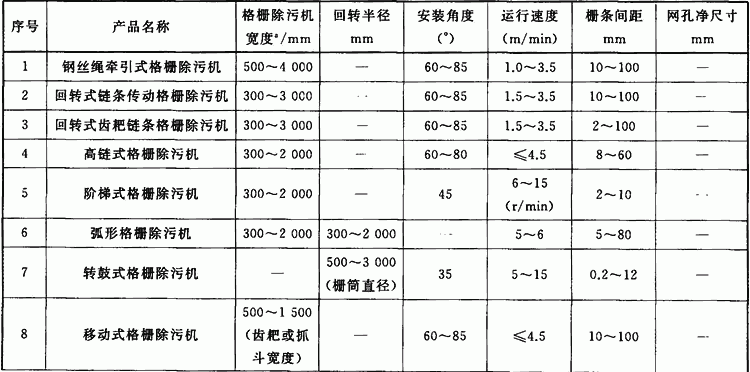 序号 产品名称 格栅除污机宽度ᵃ/mm 回转半径 mm 安装角度 (°) 运行速度 (m/min) 栅条间距 mm 网孔净尺寸 mm
1 钢丝绳牵引式格栅除污机 500～4 000 — 60～85 1.0～3.5 10～100 —
2 回转式链条传动格栅除污机 300～3 000 — 60～85 1.5～3.5 10～100 —
3 回转式齿耙链条格栅除污机 300～3 000 — 60～85 1.5～3.5 2～100 —
4 高链式格栅除污机 300～2 000 — 60～80 ≤4.5 8～60 —
5 阶梯式格栅除污机 300～2 000 — 45 6～15 (r/min) 2～10 —
6 弧形格栅除污机 300～2 000 300～2 000 — 5～6 5～80 —
7 转鼓式格栅除污机 — 500～3 000 (栅筒直径) 35 5～15 0.2～12 —
8 移动式格栅除污机 500～1 500 (齿耙或抓斗宽度) — 60～85 ≤4.5 10～100 —